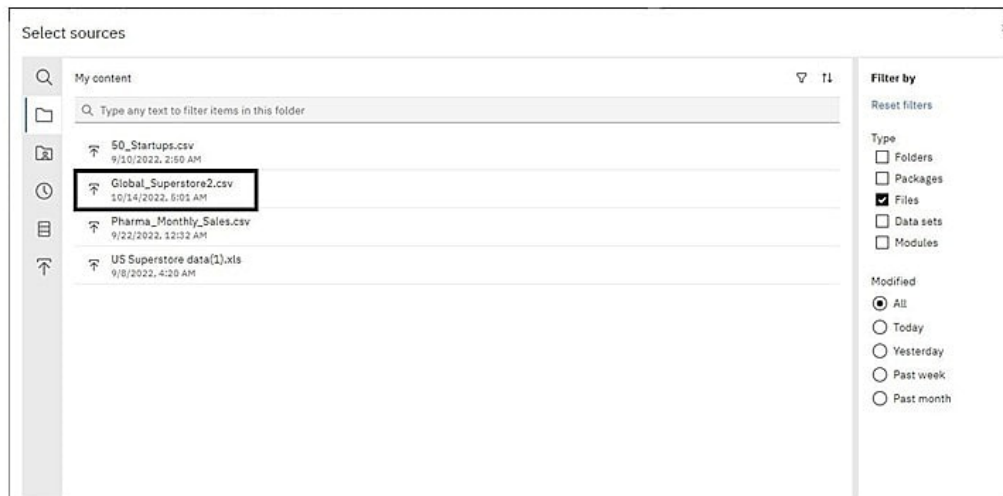 Select sources
My content
Type any text to filter items in this folder
50_Startups.csv
9/10/2022, 2:50 AM
Global_Superstore2.csv
10/14/2022, 5:01 AM
Pharma_Monthly_Sales.csv
9/22/2022, 12:32 AM
US Superstore data(1).xls
9/8/2022, 4:20 AM
Filter by
Reset filters
Type
Folders
Packages
Files
Data sets
Modules
Modified
All
Today
Yesterday
Past week
Past month